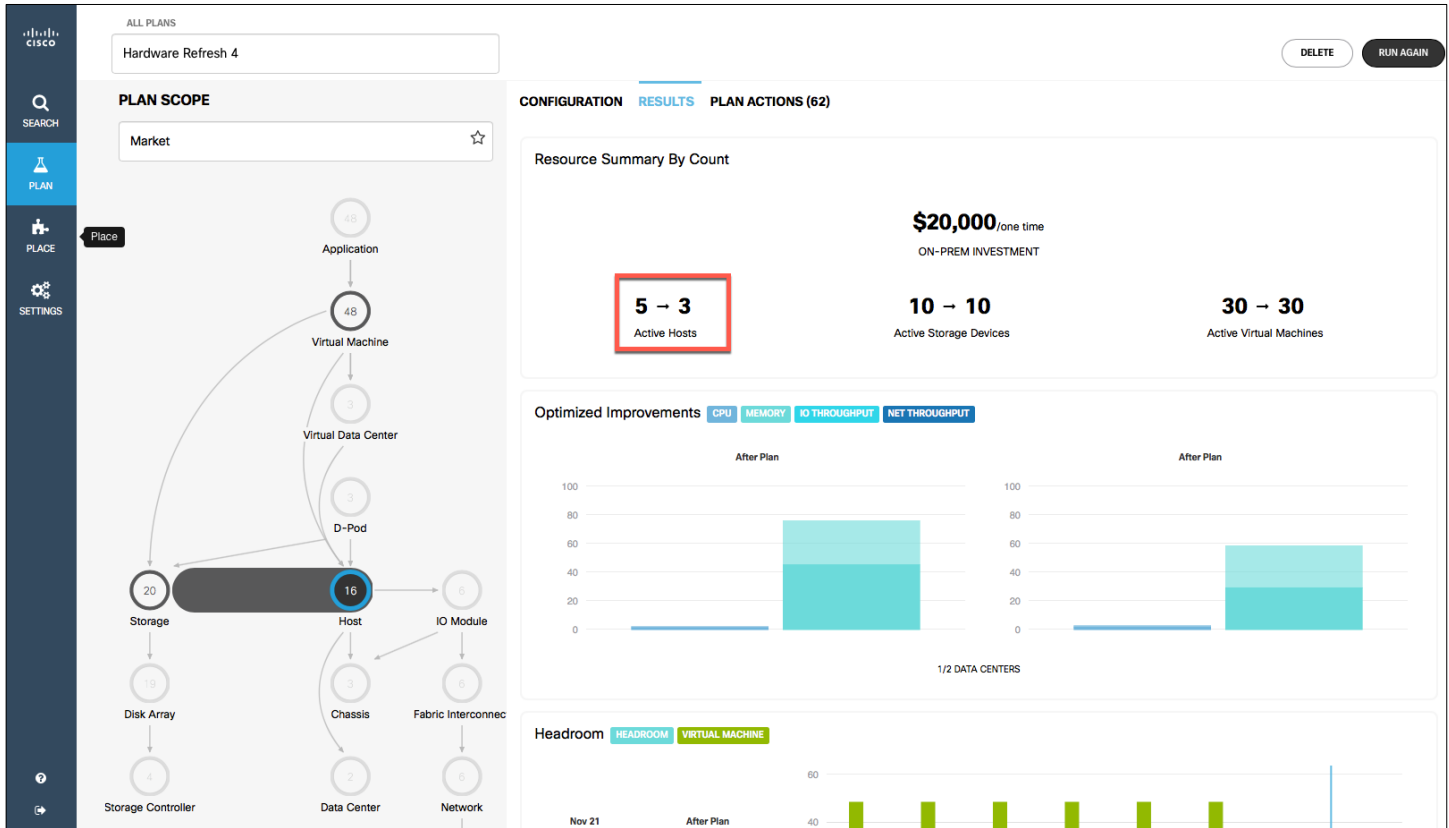 CISCO
SEARCH
PLAN
PLACE
SETTINGS
Place
ALL PLANS
Hardware Refresh 4
DELETE
RUN AGAIN
PLAN SCOPE
Market
48
Application
48
Virtual Machine
3
Virtual Data Center
3
D-Pod
20
Storage
16
Host
6
IO Module
19
Disk Array
3
Chassis
6
Fabric Interconnec
4
Storage Controller
2
Data Center
6
Network
CONFIGURATION RESULTS PLAN ACTIONS (62)
Resource Summary By Count
$20,000/one time
ON-PREM INVESTMENT
5 → 3
Active Hosts
10 → 10
Active Storage Devices
30 → 30
Active Virtual Machines
Optimized Improvements CPU MEMORY IO THROUGHPUT NET THROUGHPUT
After Plan
100
80
60
40
20
0
After Plan
100
80
60
40
20
0
1/2 DATA CENTERS
Headroom HEADROOM VIRTUAL MACHINE
60
40
Nov 21
After Plan